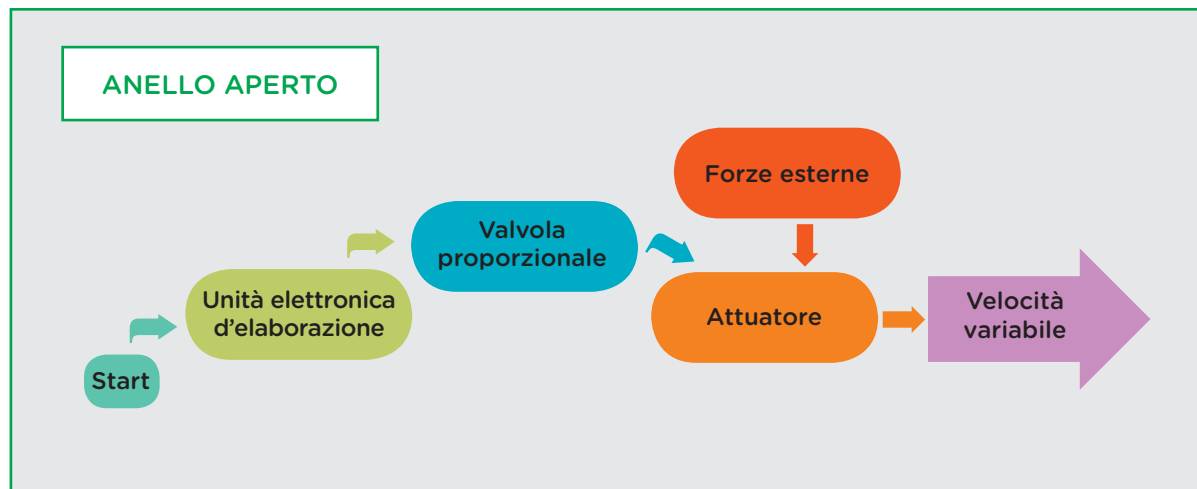 ANELLO APERTO
Forze esterne
Valvola
proporzionale
Unità elettronica
d'elaborazione
Attuatore
Velocità
variabile
Start